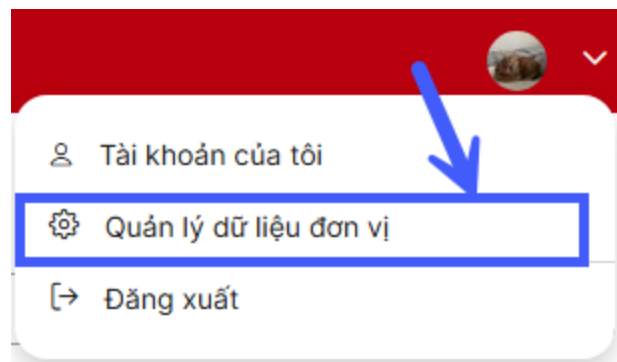 Tài khoản của tôi
Quản lý dữ liệu đơn vị
Đăng xuất